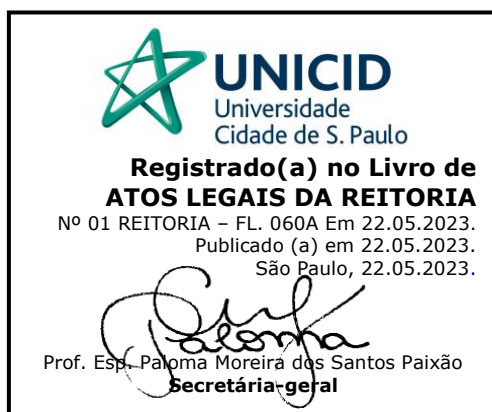 UNICID
Universidade
Cidade de S. Paulo
Registrado(a) no Livro de
ATOS LEGAIS DA REITORIA
Nº 01 REITORIA – FL. 060A Em 22.05.2023.
Publicado (a) em 22.05.2023.
São Paulo, 22.05.2023.
Paloma
Prof. Esp. Paloma Moreira dos Santos Paixão
Secretária-geral